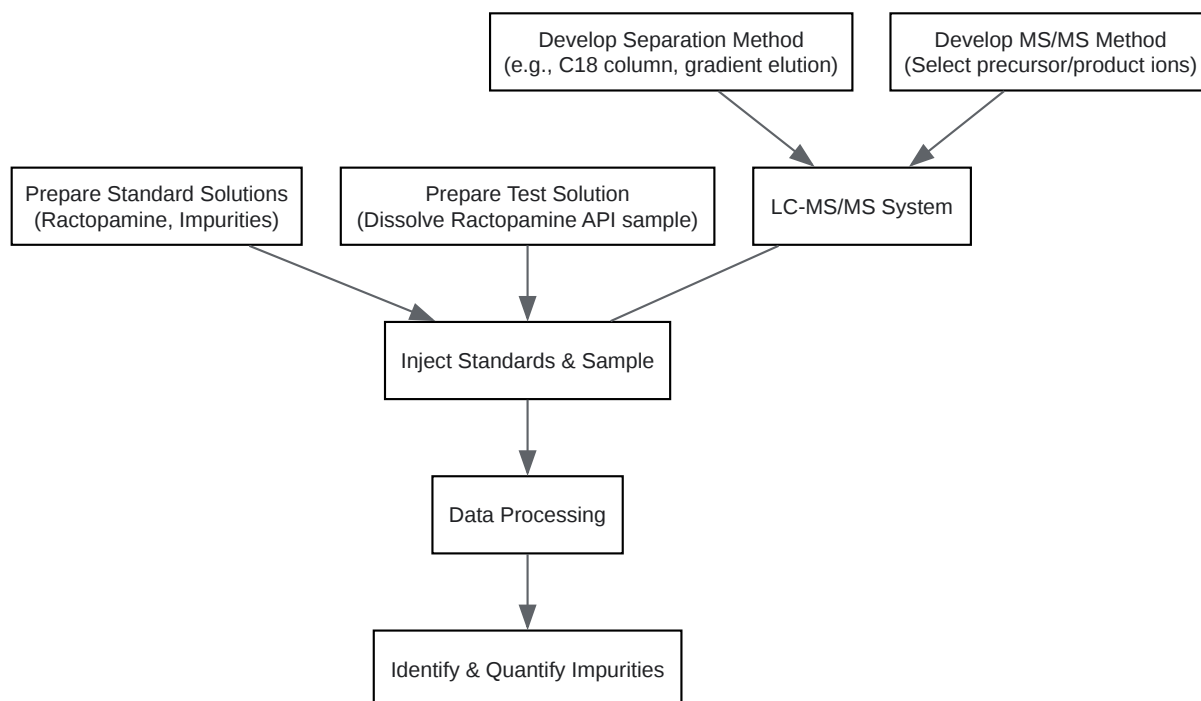 Develop Separation Method
(e.g., C18 column, gradient elution)
Develop MS/MS Method
(Select precursor/product ions)
Prepare Standard Solutions
(Ractopamine, Impurities)
Prepare Test Solution
(Dissolve Ractopamine API sample)
LC-MS/MS System
Inject Standards & Sample
Data Processing
Identify & Quantify Impurities